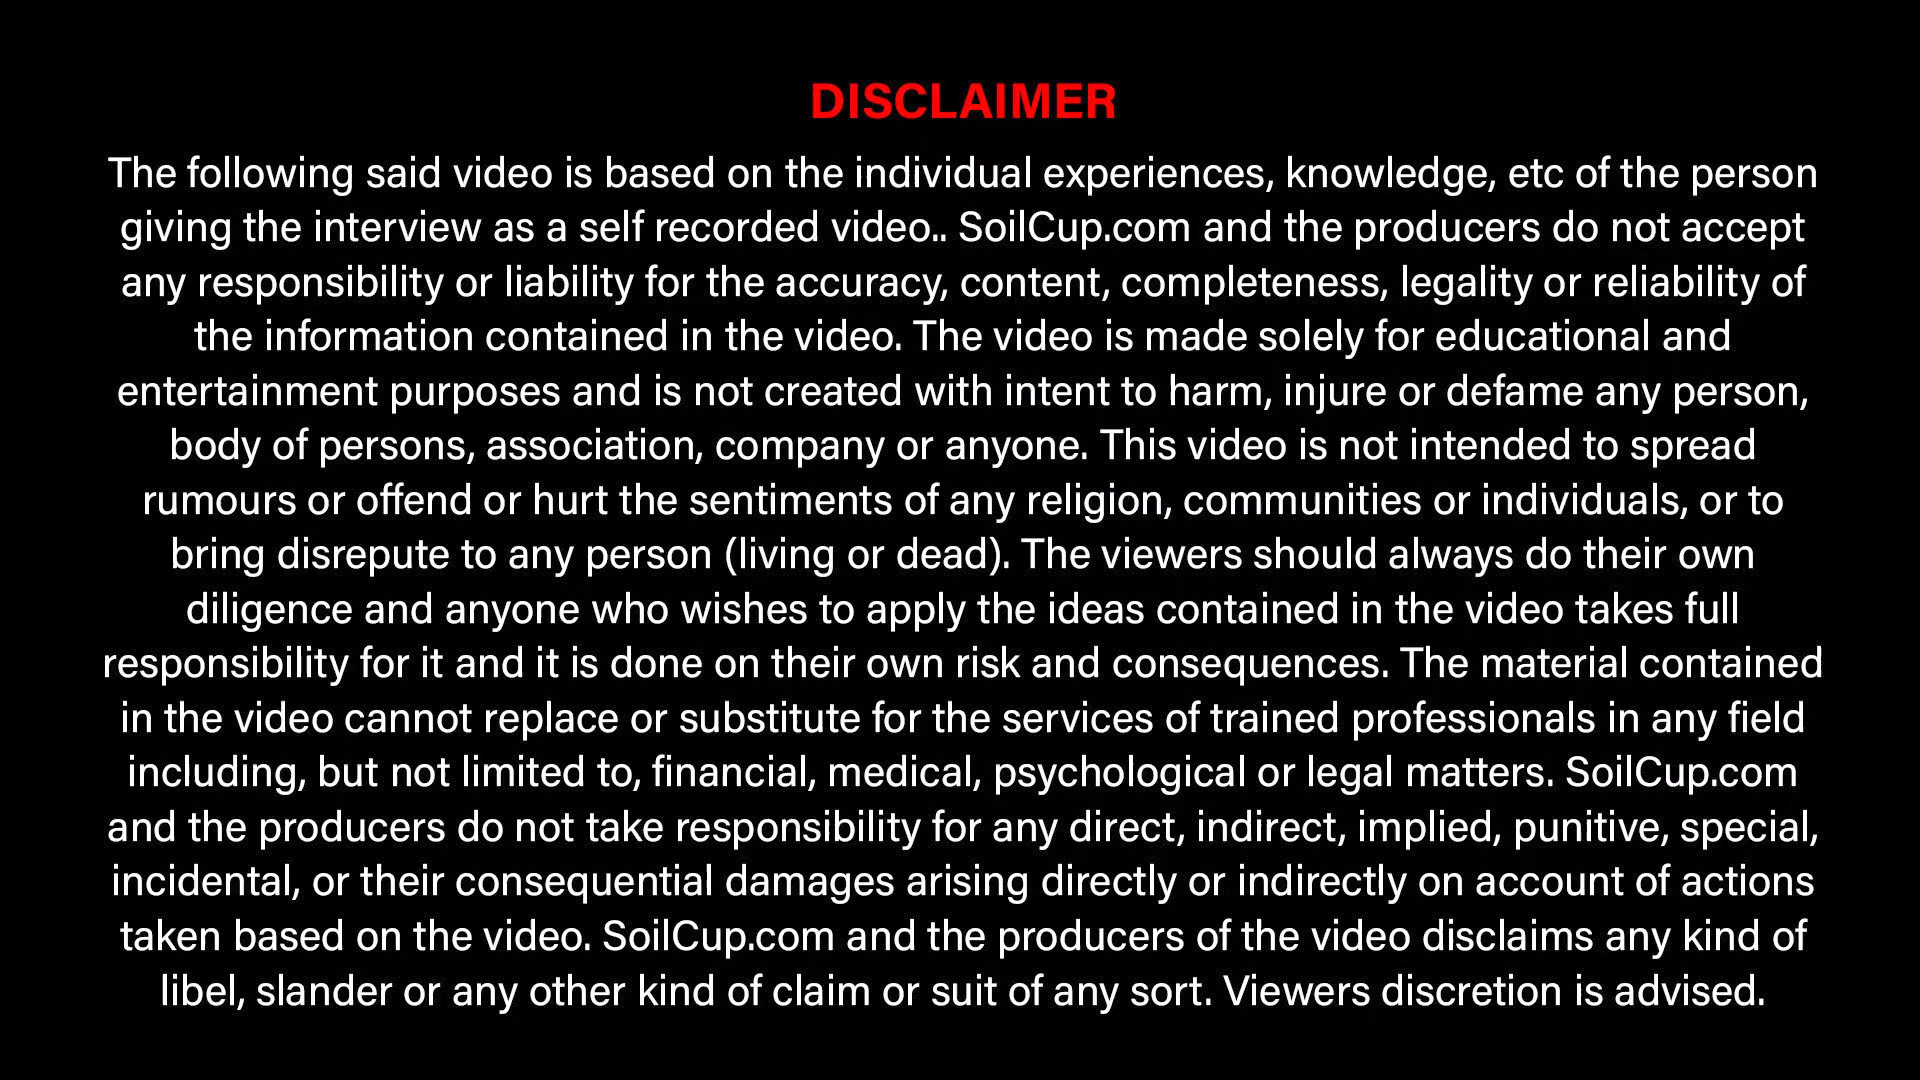 DISCLAIMER
The following said video is based on the individual experiences, knowledge, etc of the person
giving the interview as a self recorded video.. SoilCup.com and the producers do not accept
any responsibility or liability for the accuracy, content, completeness, legality or reliability of
the information contained in the video. The video is made solely for educational and
entertainment purposes and is not created with intent to harm, injure or defame any person,
body of persons, association, company or anyone. This video is not intended to spread
rumours or offend or hurt the sentiments of any religion, communities or individuals, or to
bring disrepute to any person (living or dead). The viewers should always do their own
diligence and anyone who wishes to apply the ideas contained in the video takes full
responsibility for it and it is done on their own risk and consequences. The material contained
in the video cannot replace or substitute for the services of trained professionals in any field
including, but not limited to, financial, medical, psychological or legal matters. SoilCup.com
and the producers do not take responsibility for any direct, indirect, implied, punitive, special,
incidental, or their consequential damages arising directly or indirectly on account of actions
taken based on the video. SoilCup.com and the producers of the video disclaims any kind of
libel, slander or any other kind of claim or suit of any sort. Viewers discretion is advised.